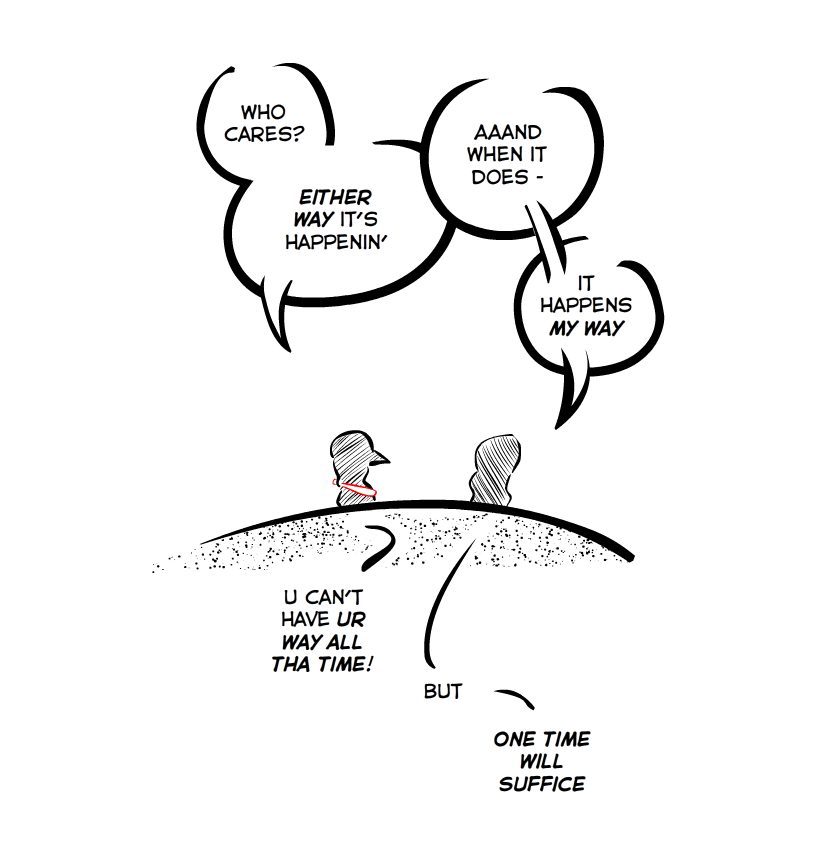 WHO
CARES?
EITHER
WAY IT'S
HAPPENIN'
AAAND
WHEN IT
DOES -
IT
HAPPENS
MY WAY
U CAN'T
HAVE UR
WAY ALL
THA TIME!
BUT
ONE TIME
WILL
SUFFICE